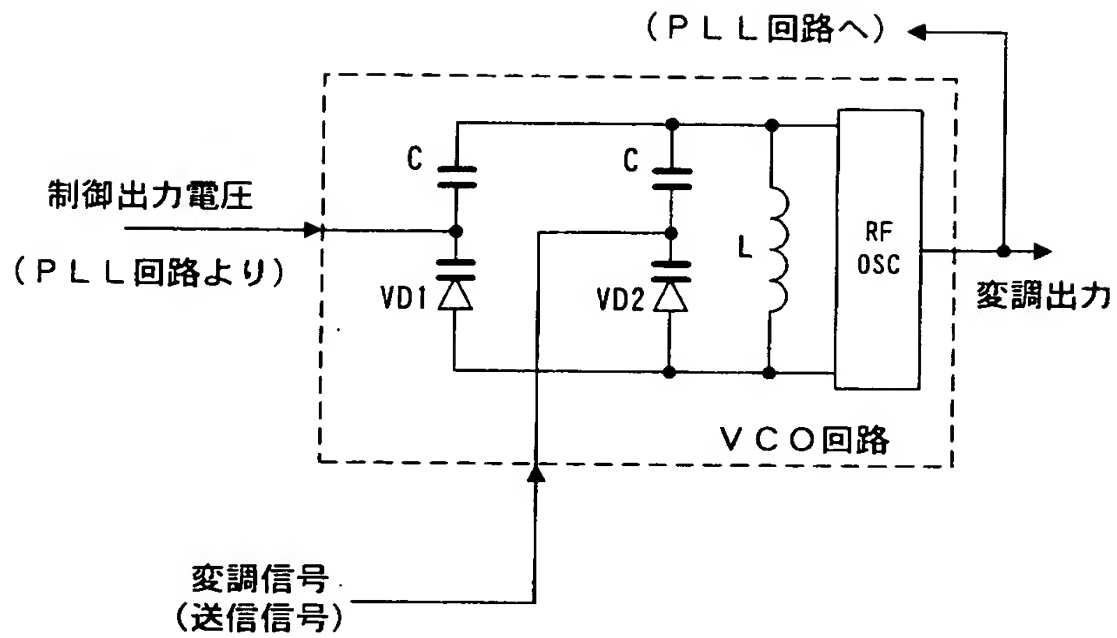 (ＰＬＬ回路へ)
C
C
制御出力電圧
(ＰＬＬ回路より)
VD1
VD2
L
RF
OSC
変調出力
ＶＣＯ回路
変調信号
(送信信号)